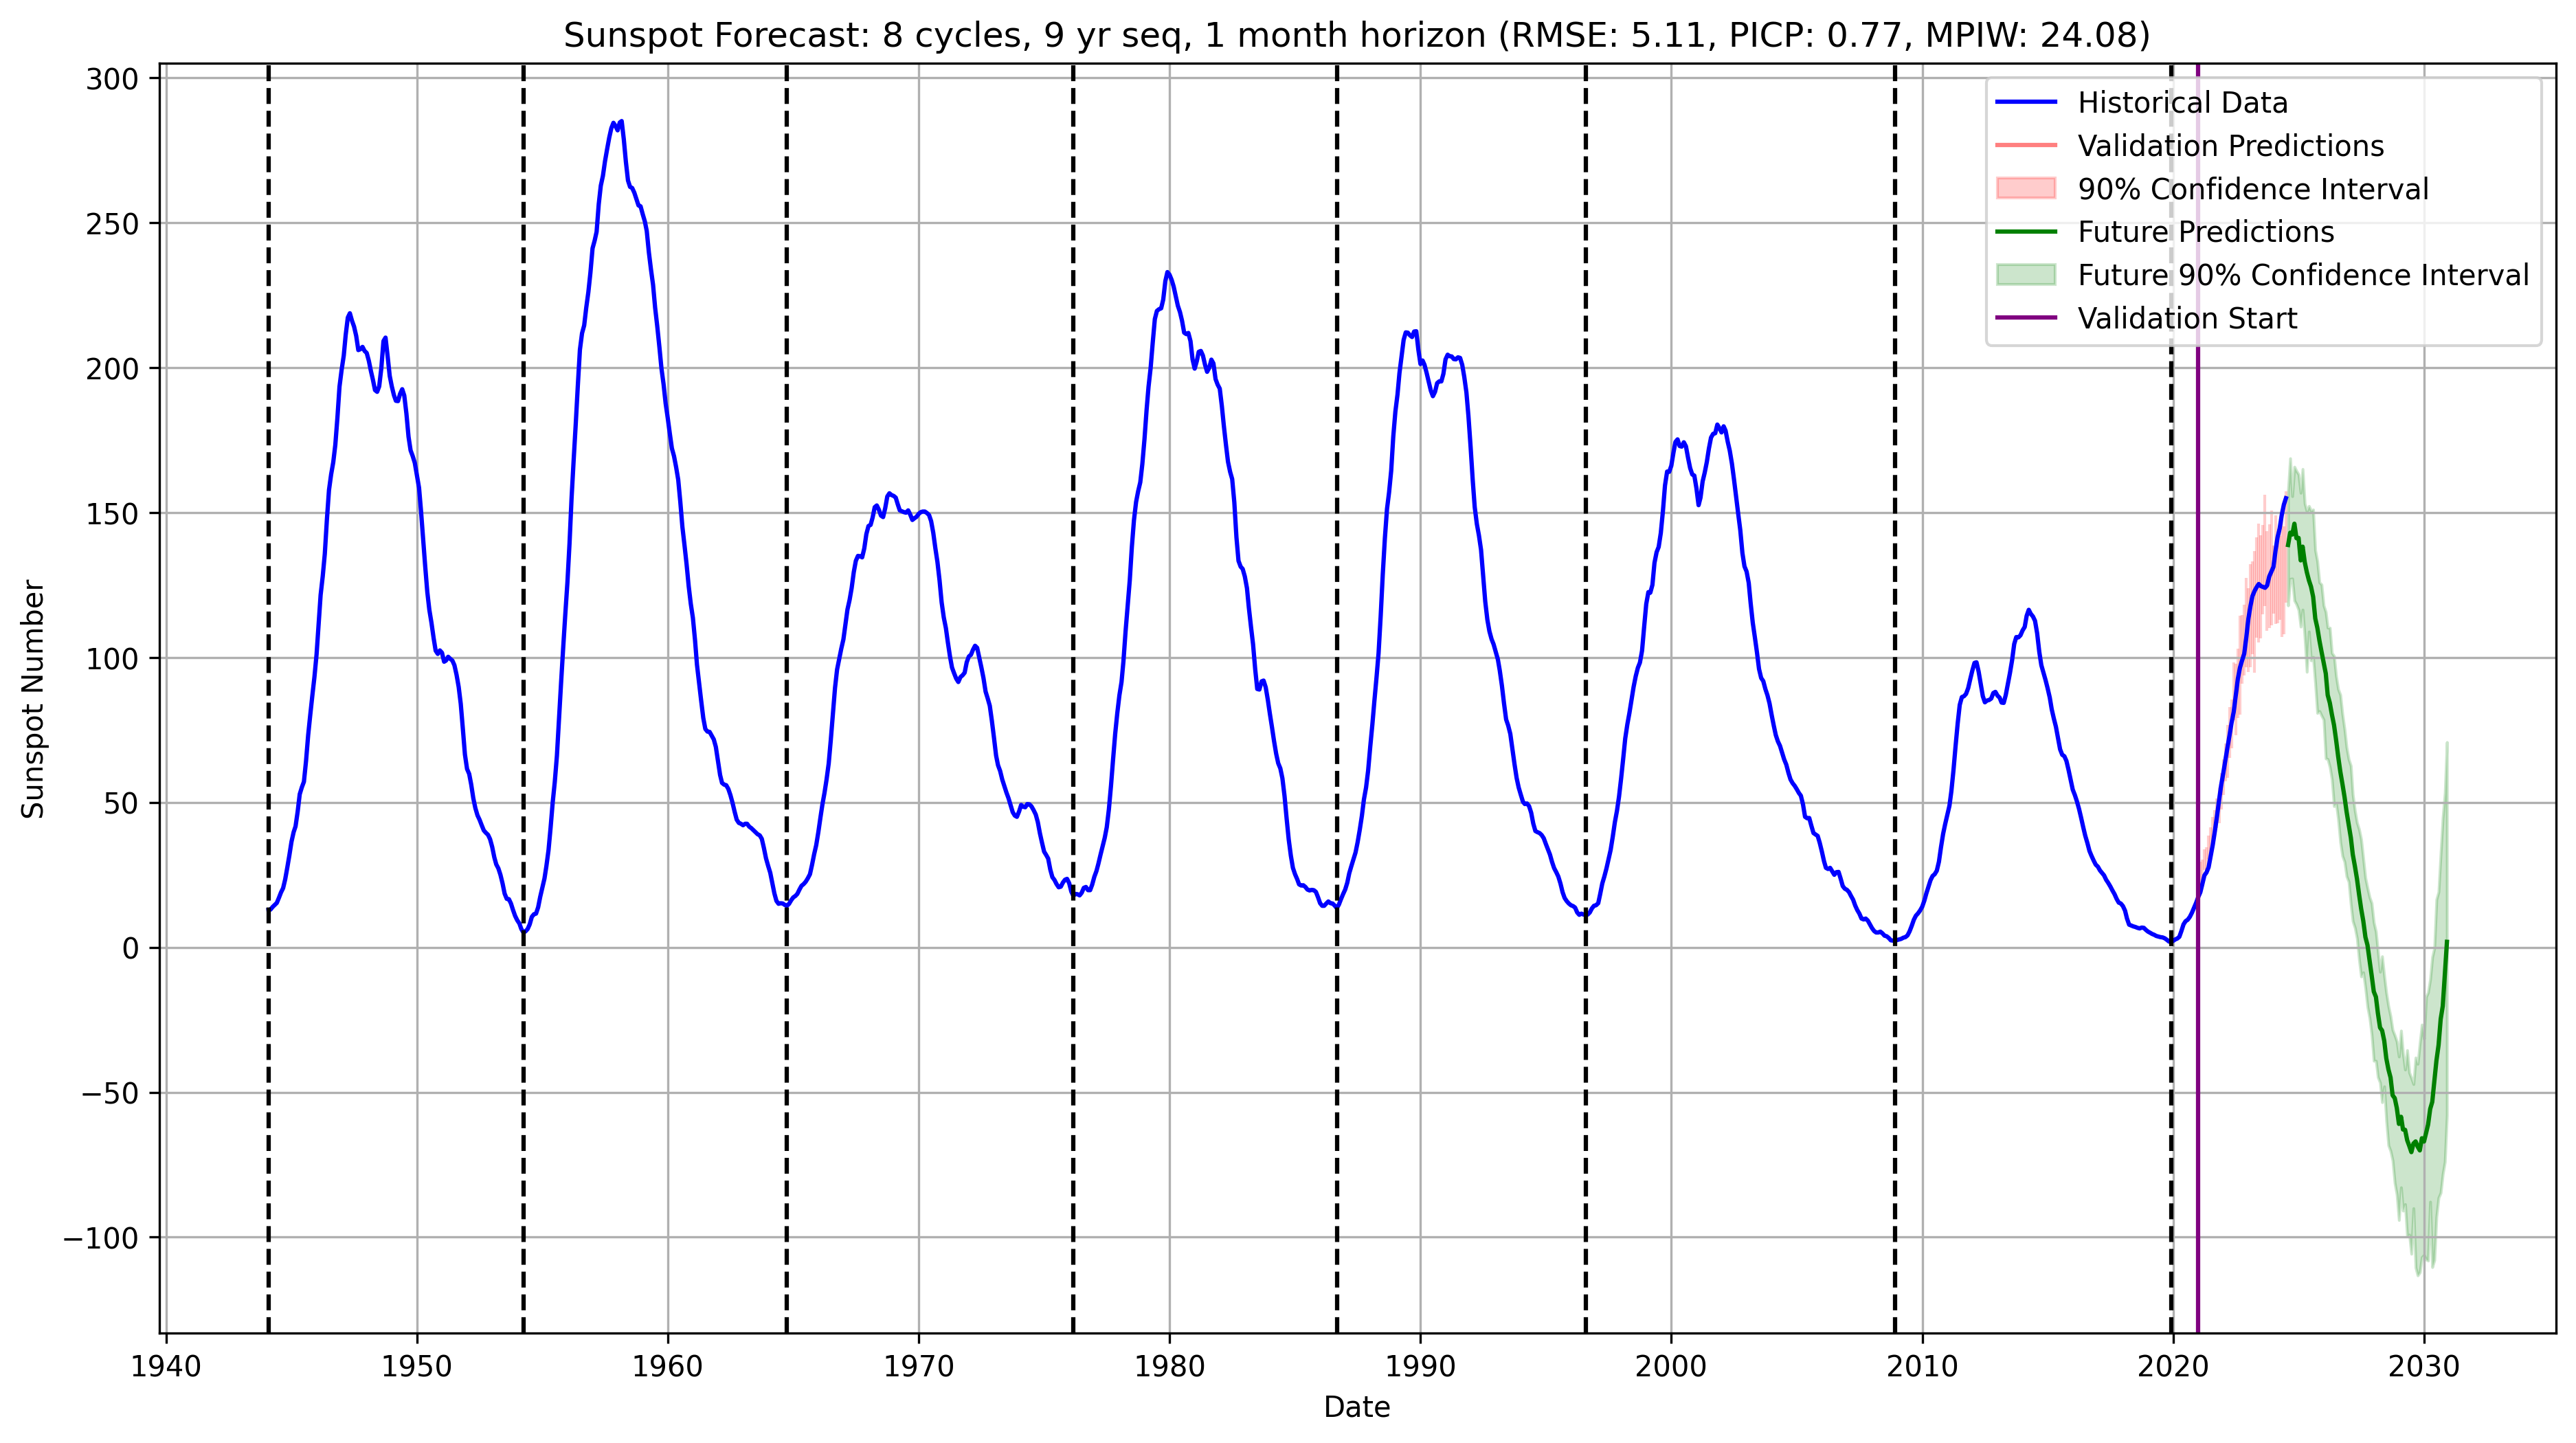 Sunspot Forecast: 8 cycles, 9 yr seq, 1 month horizon (RMSE: 5.11, PICP: 0.77, MPIW: 24.08)
Historical Data
Validation Predictions
90% Confidence Interval
Future Predictions
Future 90% Confidence Interval
Validation Start
Sunspot Number
300
250
200
150
100
50
0
−50
−100
1940 1950 1960 1970 1980 1990 2000 2010 2020 2030
Date